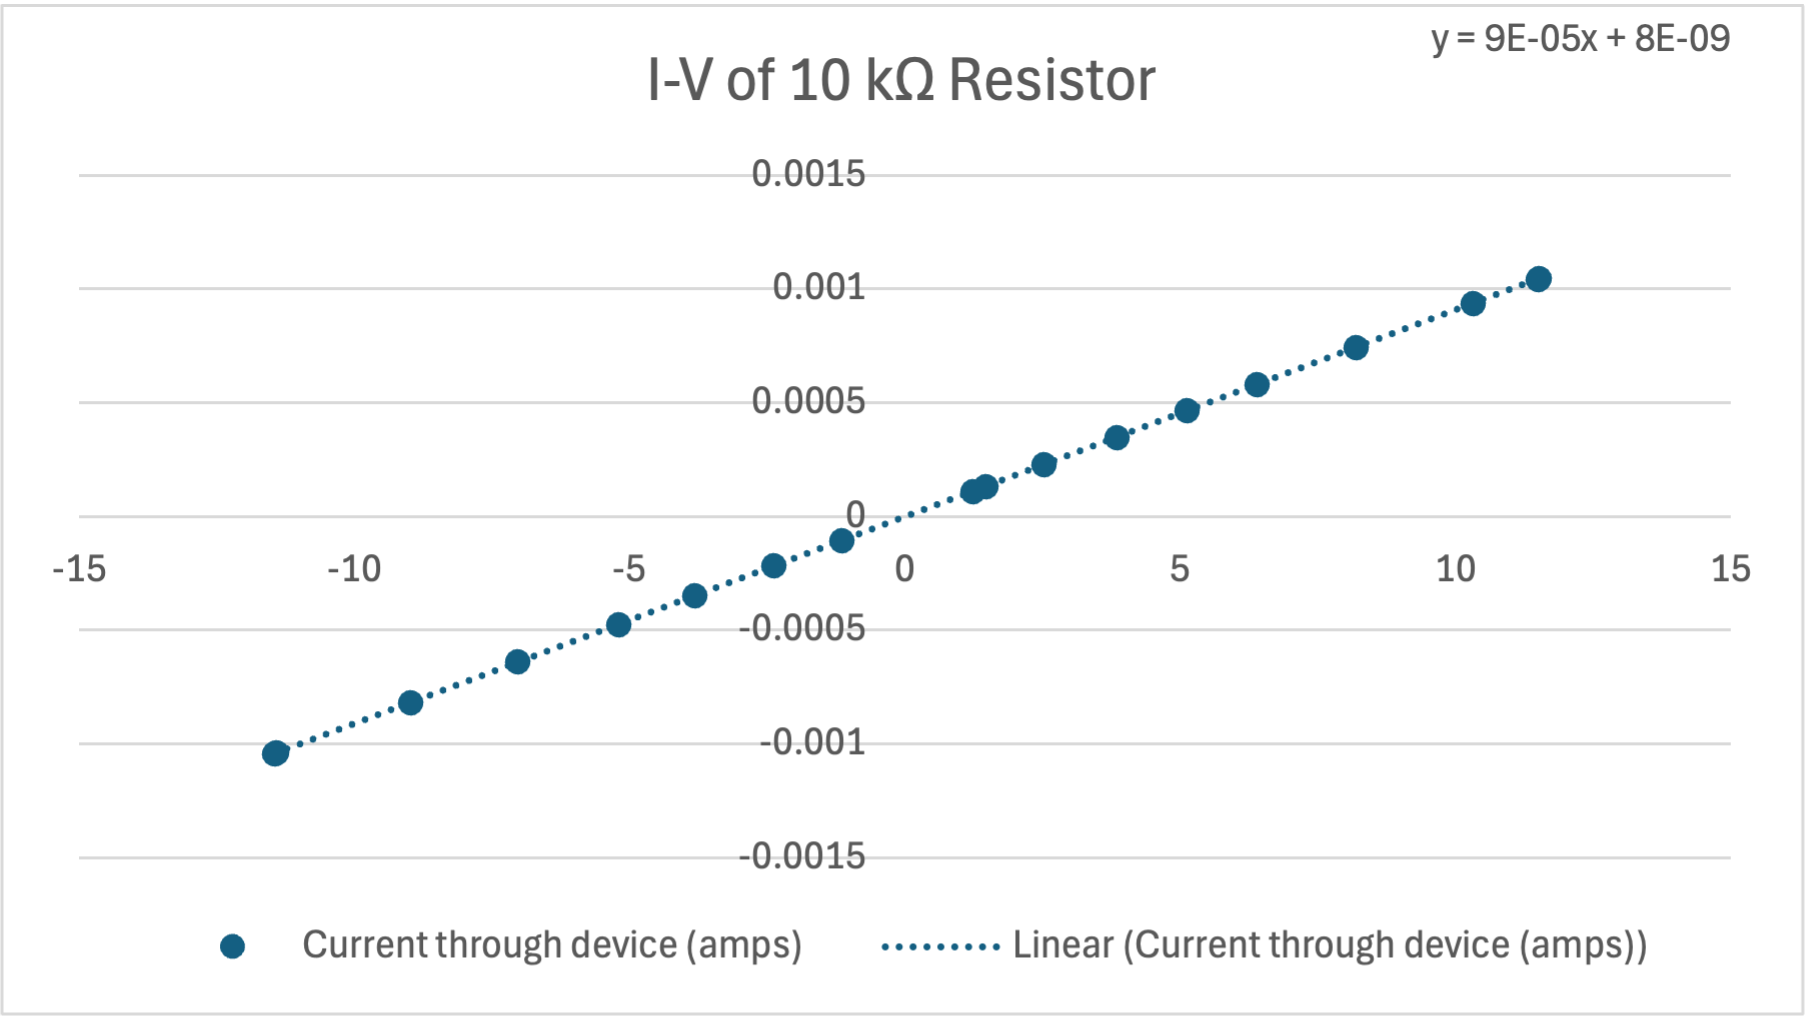 y = 9E-05x + 8E-09
I-V of 10 kΩ Resistor
0.0015
0.001
0.0005
0
-15 -10 -5 0 5 10 15
-0.0005
-0.001
-0.0015
Current through device (amps) Linear (Current through device (amps))